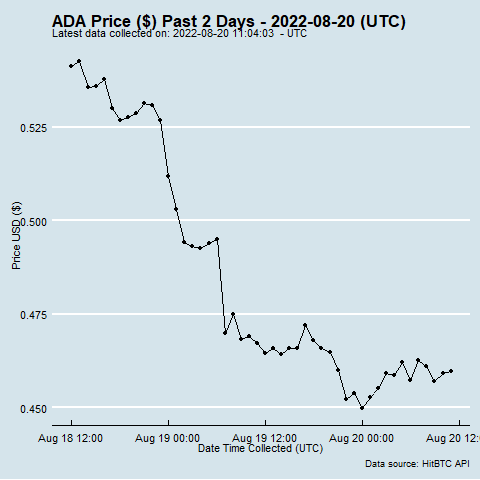 ADA Price ($) Past 2 Days - 2022-08-20 (UTC)
Latest data collected on: 2022-08-20 11:04:03 - UTC
0.525
0.500
0.475
0.450
Price USD ($)
Aug 18 12:00
Aug 19 00:00
Aug 19 12:00
Aug 20 00:00
Aug 20 12:
Date Time Collected (UTC)
Data source: HitBTC API